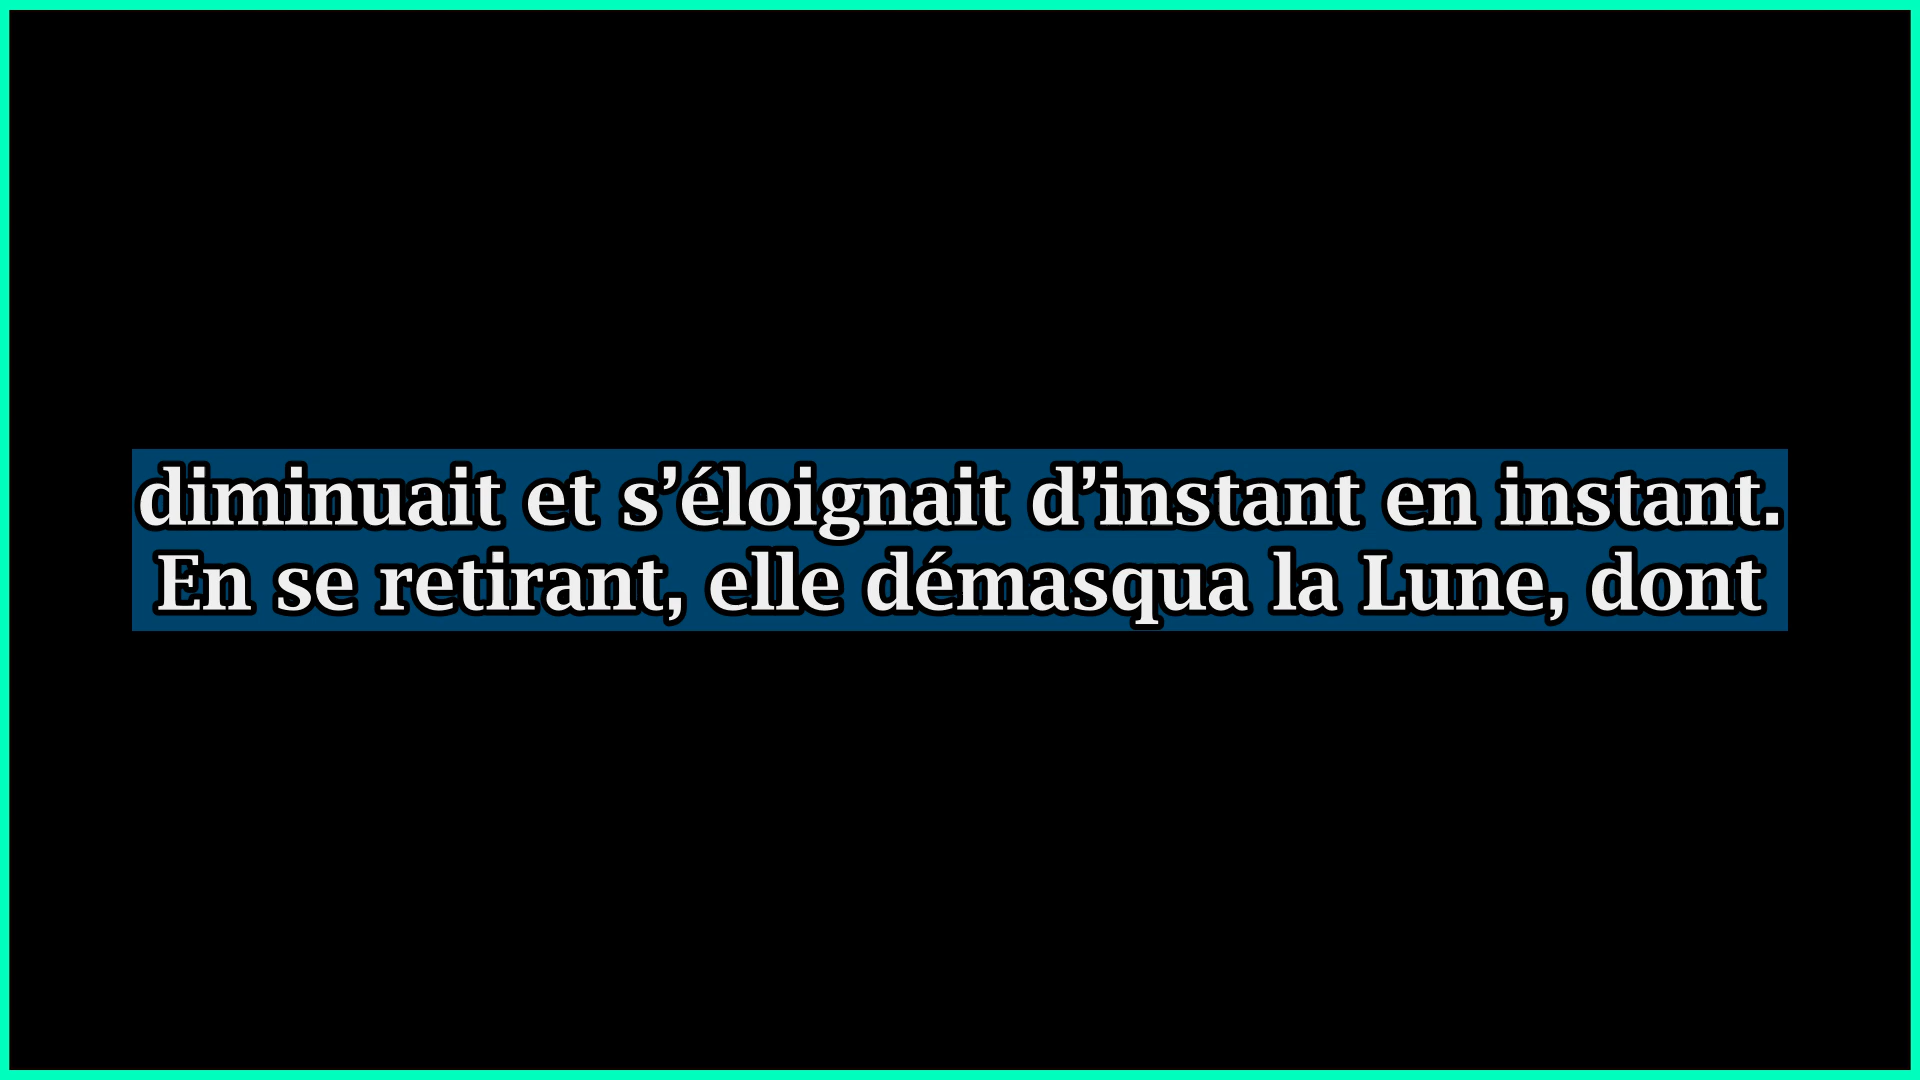 diminuait et s’éloignait d’instant en instant.
En se retirant, elle démasqua la Lune, dont